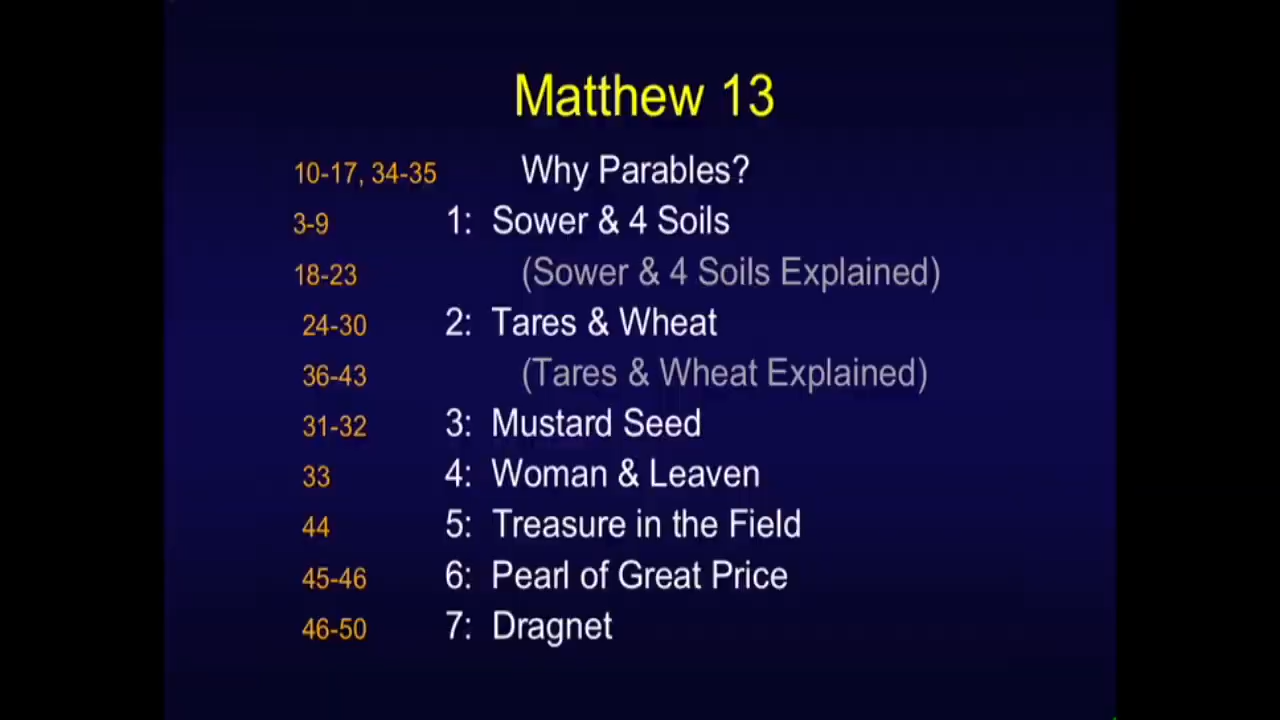 Matthew 13
10-17, 34-35 Why Parables?
3-9 1: Sower & 4 Soils
18-23 (Sower & 4 Soils Explained)
24-30 2: Tares & Wheat
36-43 (Tares & Wheat Explained)
31-32 3: Mustard Seed
33 4: Woman & Leaven
44 5: Treasure in the Field
45-46 6: Pearl of Great Price
46-50 7: Dragnet